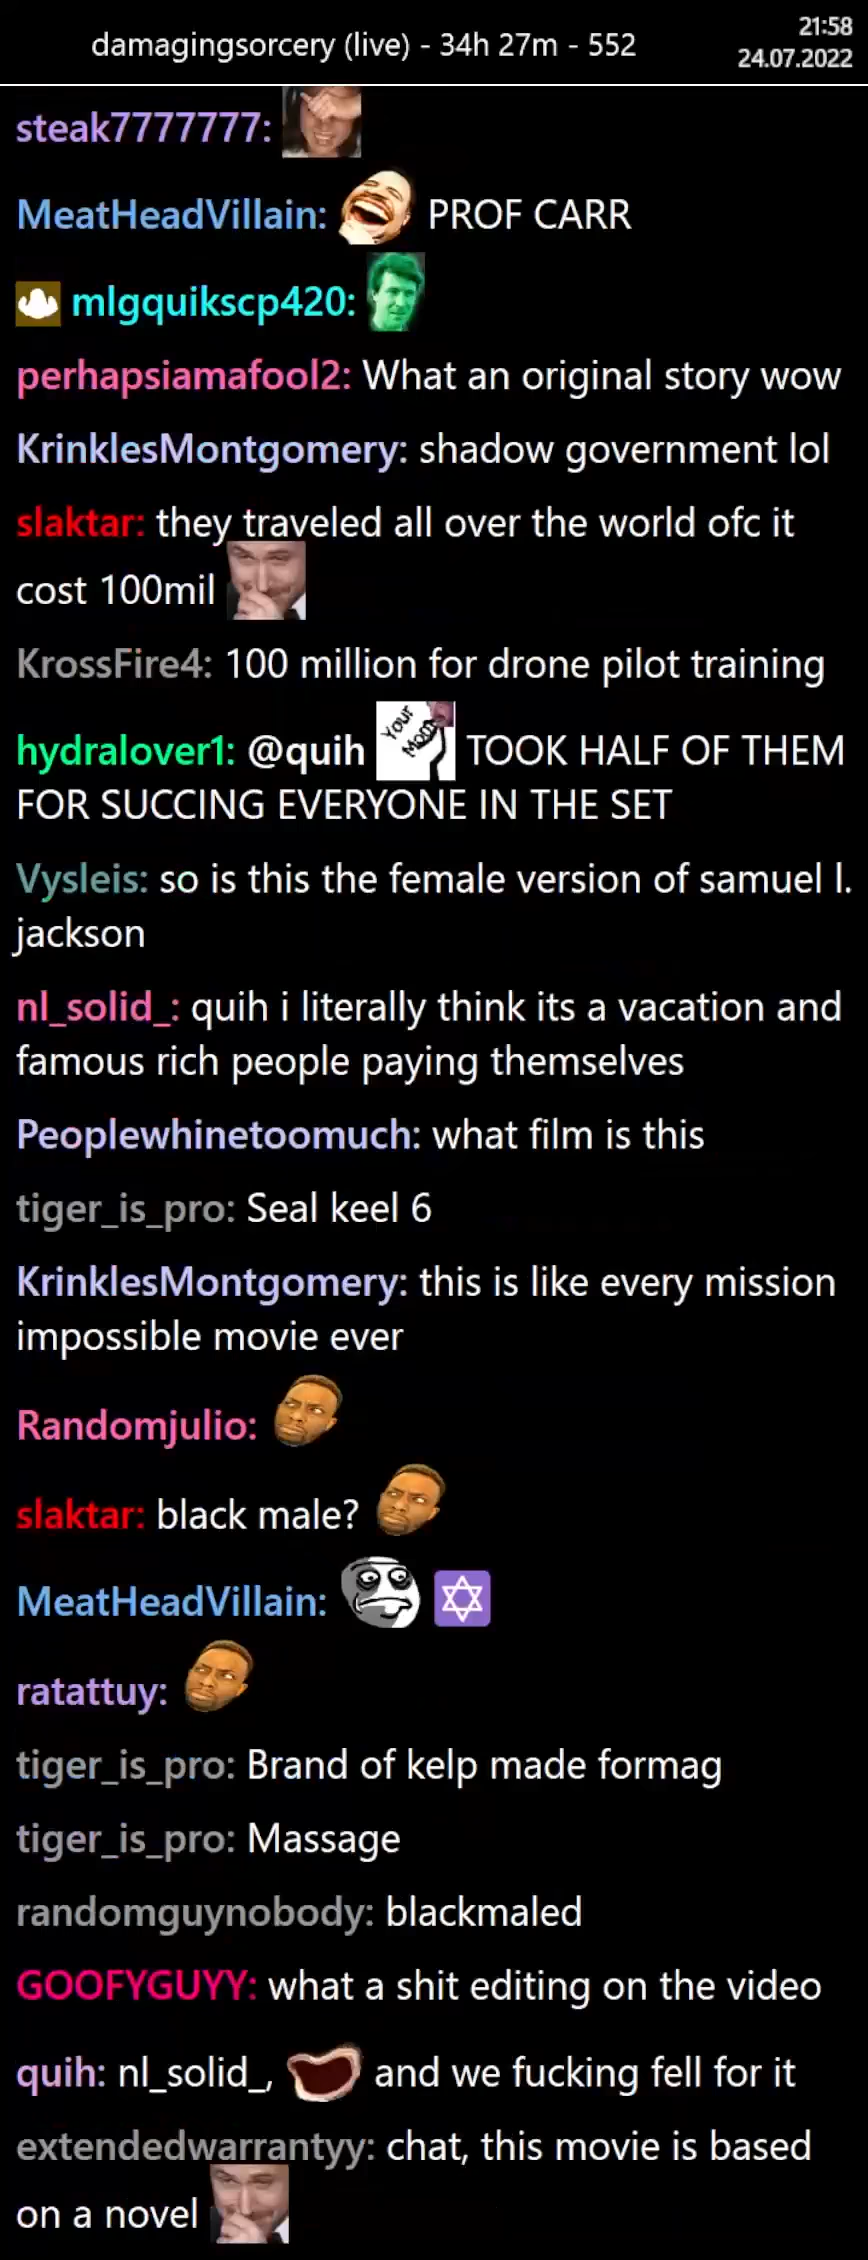 damagingsorcery (live) - 34h 27m - 552
21:58
24.07.2022
steak7777777:
MeatHeadVillain: PROF CARR
mlgquikscp420:
perhapsiamafool2: What an original story wow
KrinklesMontgomery: shadow government lol
slaktar: they traveled all over the world ofc it
cost 100mil
KrossFire4: 100 million for drone pilot training
hydralover1: @quih YOUR MOM TOOK HALF OF THEM
FOR SUCCING EVERYONE IN THE SET
Vysleis: so is this the female version of samuel l.
jackson
nl_solid_: quih i literally think its a vacation and
famous rich people paying themselves
Peoplewhinetoomuch: what film is this
tiger_is_pro: Seal keel 6
KrinklesMontgomery: this is like every mission
impossible movie ever
Randomjulio:
slaktar: black male?
MeatHeadVillain:
ratattuy:
tiger_is_pro: Brand of kelp made formag
tiger_is_pro: Massage
randomguynobody: blackmaled
GOOFYGUYY: what a shit editing on the video
quih: nl_solid_, and we fucking fell for it
extendedwarrantyy: chat, this movie is based
on a novel